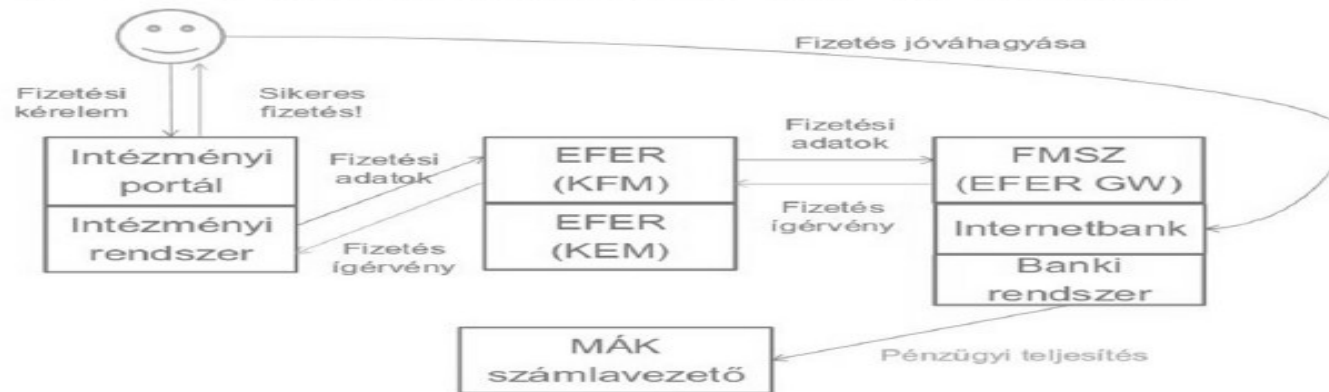 Fizetés jóváhagyása
Fizetési
kérelem
Sikeres
fizetés!
Intézményi
portál
Intézményi
rendszer
Fizetési
adatok
Fizetés
ígérvény
EFER
(KFM)
EFER
(KEM)
Fizetési
adatok
Fizetés
ígérvény
FMSZ
(EFER GW)
Internetbank
Banki
rendszer
MÁK
számlavezető
Pénzügyi teljesítés